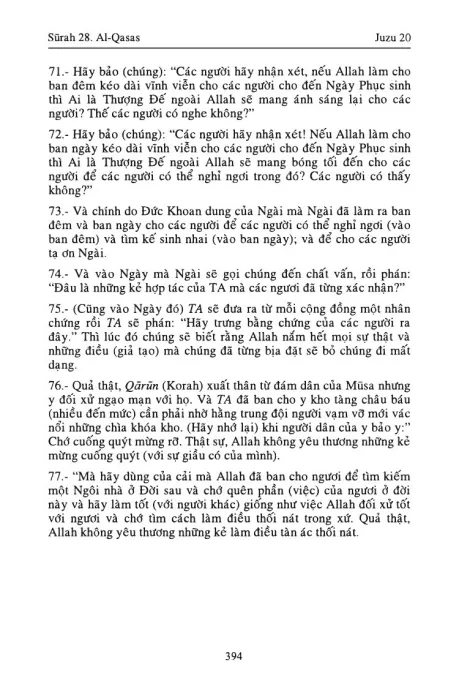 Sūrah 28. Al-Qasas Juzu 20
71.- Hãy bảo (chúng): “Các người hãy nhận xét, nếu Allah làm cho
ban đêm kéo dài vĩnh viễn cho các người cho đến Ngày Phục sinh
thì Ai là Thượng Đế ngoài Allah sẽ mang ánh sáng lại cho các
người? Thế các người có nghe không?”
72.- Hãy bảo (chúng): “Các người hãy nhận xét! Nếu Allah làm cho
ban ngày kéo dài vĩnh viễn cho các người cho đến Ngày Phục sinh
thì Ai là Thượng Đế ngoài Allah sẽ mang bóng tối đến cho các
người để các người có thể nghỉ ngơi trong đó? Các người có thấy
không?”
73.- Và chính do Đức Khoan dung của Ngài mà Ngài đã làm ra ban
đêm và ban ngày cho các người để các người có thể nghỉ ngơi (vào
ban đêm) và tìm kế sinh nhai (vào ban ngày); và để cho các người
tạ ơn Ngài.
74.- Và vào Ngày mà Ngài sẽ gọi chúng đến chất vấn, rồi phán:
“Đâu là những kẻ hợp tác của TA mà các ngươi đã từng xác nhận?”
75.- (Cũng vào Ngày đó) TA sẽ đưa ra từ mỗi cộng đồng một nhân
chứng rồi TA sẽ phán: “Hãy trưng bằng chứng của các ngươi ra
đây.” Thì lúc đó chúng sẽ biết rằng Allah nắm hết mọi sự thật và
những điều (giả tạo) mà chúng đã từng bịa đặt sẽ bỏ chúng đi mất
dạng.
76.- Quả thật, Qārūn (Korah) xuất thân từ đám dân của Mūsa nhưng
y đối xử ngạo mạn với họ. Và TA đã ban cho y kho tàng châu báu
(nhiều đến mức) cần phải nhờ hằng trung đội người vạm vỡ mới vác
nổi những chìa khóa kho. (Hãy nhớ lại) khi người dân của y bảo y:”
Chớ cuống quýt mừng rỡ. Thật sự, Allah không yêu thương những kẻ
mừng cuống quýt (với sự giầu có của mình).
77.- “Mà hãy dùng của cải mà Allah đã ban cho ngươi để tìm kiếm
một Ngôi nhà ở Đời sau và chớ quên phần (việc) của ngươi ở đời
này và hãy làm tốt (với người khác) giống như việc Allah đối xử tốt
với ngươi và chớ tìm cách làm điều thối nát trong xứ. Quả thật,
Allah không yêu thương những kẻ làm điều tàn ác thối nát.
394